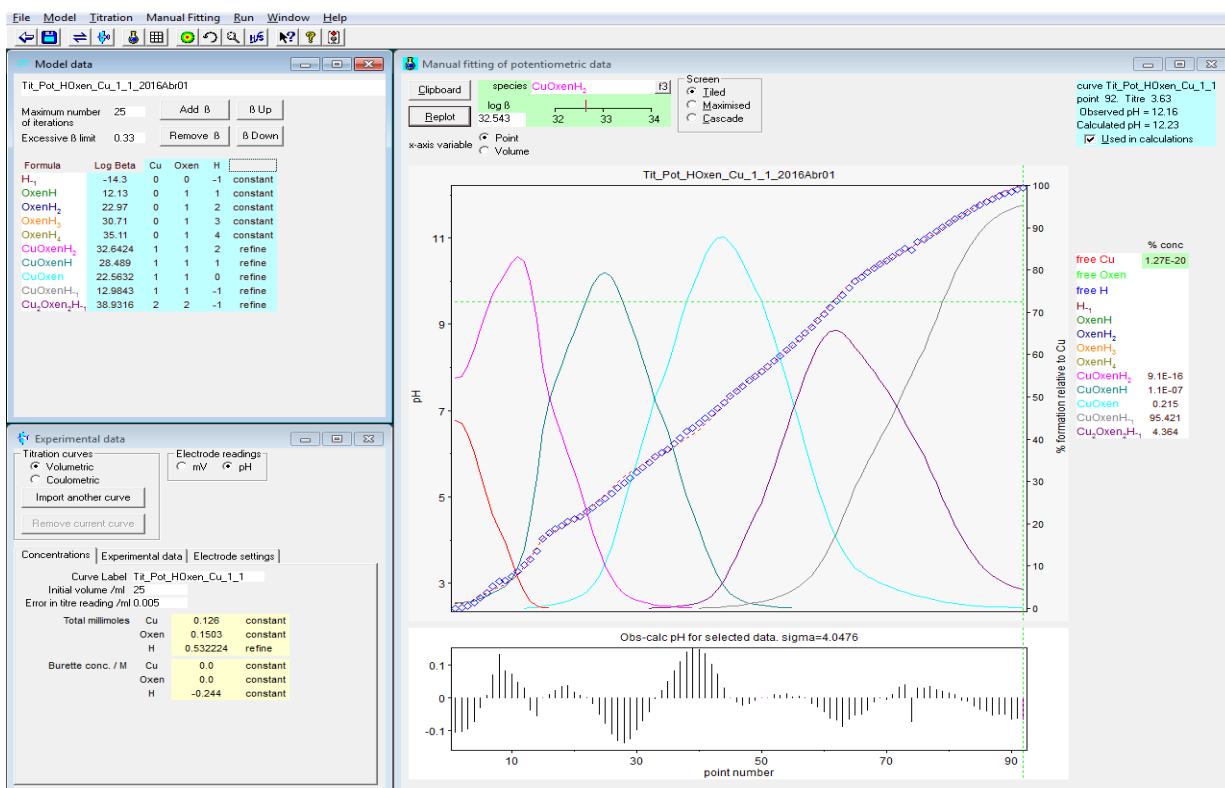 File Model Titration Manual Fitting Run Window Help
Model data
Tit_Pot_HOxen_Cu_1_1_2016Abr01
Maximum number of iterations 25
Add ß
ß Up
Excessive ß limit 0.33
Remove ß
ß Down
Formula Log Beta Cu Oxen H
H₋₁ -14.3 0 0 -1 constant
OxenH 12.13 0 1 1 constant
OxenH₂ 22.97 0 1 2 constant
OxenH₃ 30.71 0 1 3 constant
OxenH₄ 35.11 0 1 4 constant
CuOxenH₂ 32.6424 1 1 2 refine
CuOxenH 28.489 1 1 1 refine
CuOxen 22.5632 1 1 0 refine
CuOxenH₋₁ 12.9843 1 1 -1 refine
Cu₂Oxen₂H₋₁ 38.9316 2 2 -1 refine
Experimental data
Titration curves
Volumetric
Coulometric
Electrode readings
mV pH
Import another curve
Remove current curve
Concentrations Experimental data Electrode settings
Curve Label Tit_Pot_HOxen_Cu_1_1
Initial volume /ml 25
Error in titre reading /ml 0.005
Total millimoles Cu 0.126 constant
Oxen 0.1503 constant
H 0.532224 refine
Burette conc. / M Cu 0.0 constant
Oxen 0.0 constant
H -0.244 constant
Manual fitting of potentiometric data
Clipboard
Replot
species CuOxenH₂ f3
log ß
32.543
32 33 34
Screen
Tiled
Maximised
Cascade
x-axis variable
Point
Volume
curve Tit_Pot_HOxen_Cu_1_1
point 92. Titre 3.63
Observed pH = 12.16
Calculated pH = 12.23
Used in calculations
Tit_Pot_HOxen_Cu_1_1_2016Abr01
pH
11
9
7
5
3
100
90
80
70
60
50
40
30
20
10
0
% formation relative to Cu
% conc
free Cu 1.27E-20
free Oxen
free H
H₋₁
OxenH
OxenH₂
OxenH₃
OxenH₄
CuOxenH₂ 9.1E-16
CuOxenH 1.1E-07
CuOxen 0.215
CuOxenH₋₁ 95.421
Cu₂Oxen₂H₋₁ 4.364
Obs-calc pH for selected data. sigma=4.0476
0.1
0
-0.1
10 30 50 70 90
point number